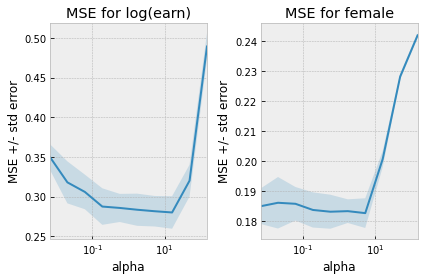 MSE for log(earn)
MSE +/- std error
0.50
0.45
0.40
0.35
0.30
0.25
10⁻¹
10¹
alpha
MSE for female
MSE +/- std error
0.24
0.23
0.22
0.21
0.20
0.19
0.18
10⁻¹
10¹
alpha